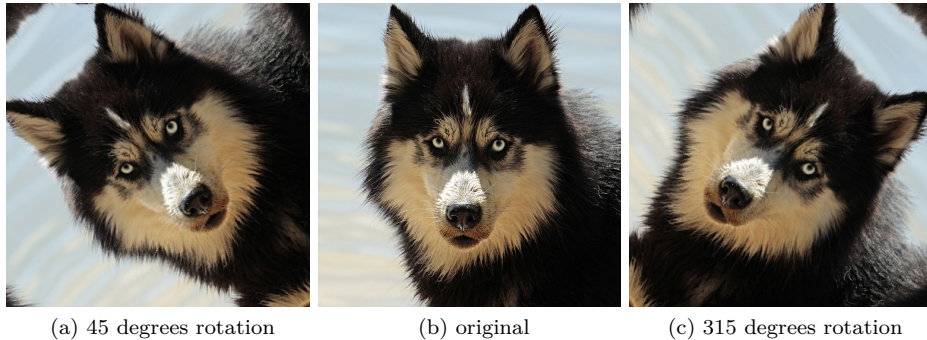 (a) 45 degrees rotation
(b) original
(c) 315 degrees rotation